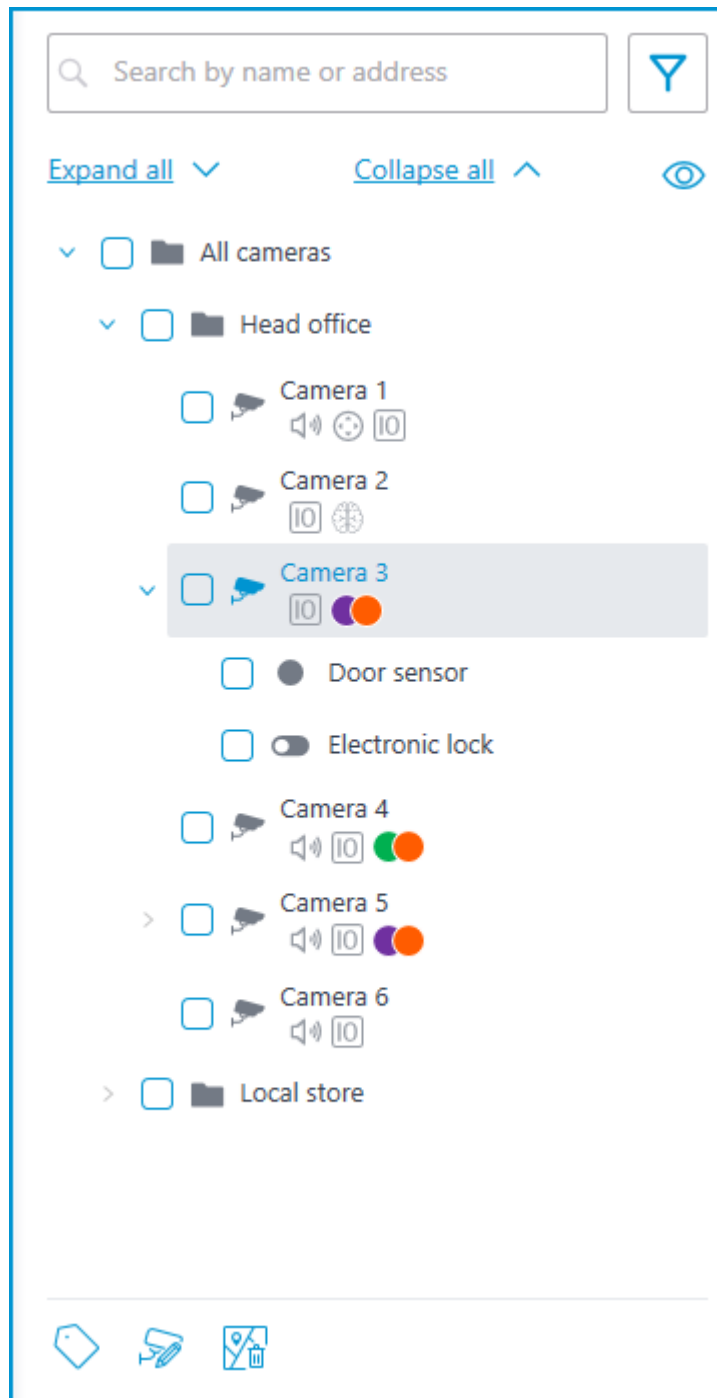 Search by name or address
Expand all Collapse all
All cameras
Head office
Camera 1
IO
Camera 2
IO
Camera 3
IO
Door sensor
Electronic lock
Camera 4
IO
Camera 5
IO
Camera 6
IO
Local store